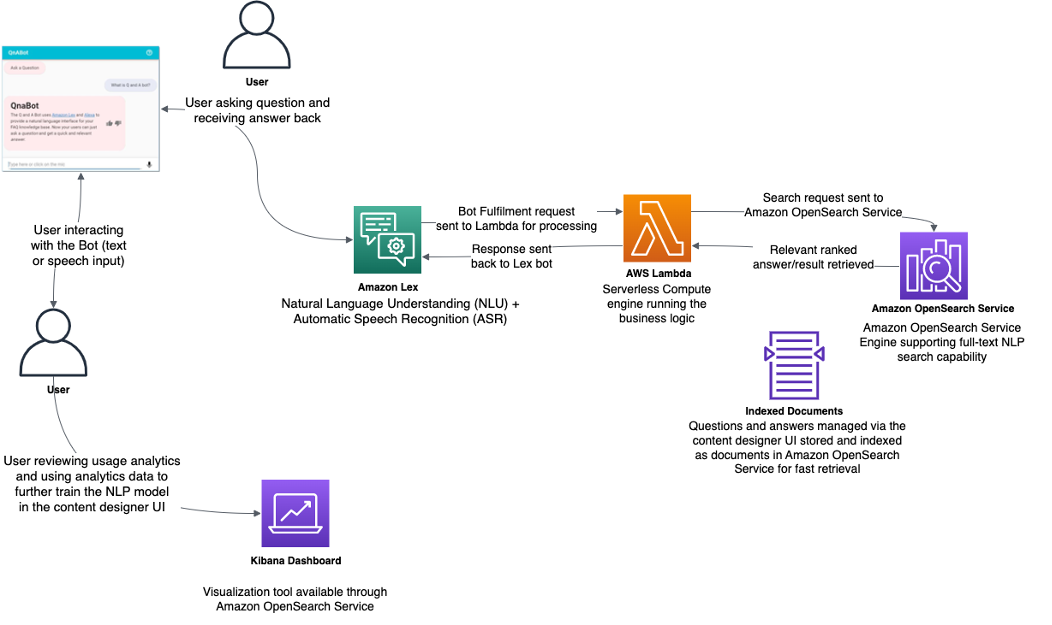 QnABot
Ask a Question
What is Q and A bot?
QnaBot
The Q and A Bot uses Amazon Lex and Alexa to
provide a natural language interface for your
FAQ knowledge base. Now your users can just
ask a question and get a quick and relevant
answer.
Type here or click on the mic
User
User asking question and
receiving answer back
User interacting
with the Bot (text
or speech input)
User
Bot Fulfilment request
sent to Lambda for processing
Response sent
back to Lex bot
Amazon Lex
Natural Language Understanding (NLU) +
Automatic Speech Recognition (ASR)
AWS Lambda
Serverless Compute
engine running the
business logic
Search request sent to
Amazon OpenSearch Service
Relevant ranked
answer/result retrieved
Amazon OpenSearch Service
Amazon OpenSearch Service
Engine supporting full-text NLP
search capability
Indexed Documents
Questions and answers managed via the
content designer UI stored and indexed
as documents in Amazon OpenSearch
Service for fast retrieval
User reviewing usage analytics
and using analytics data to
further train the NLP model
in the content designer UI
Kibana Dashboard
Visualization tool available through
Amazon OpenSearch Service